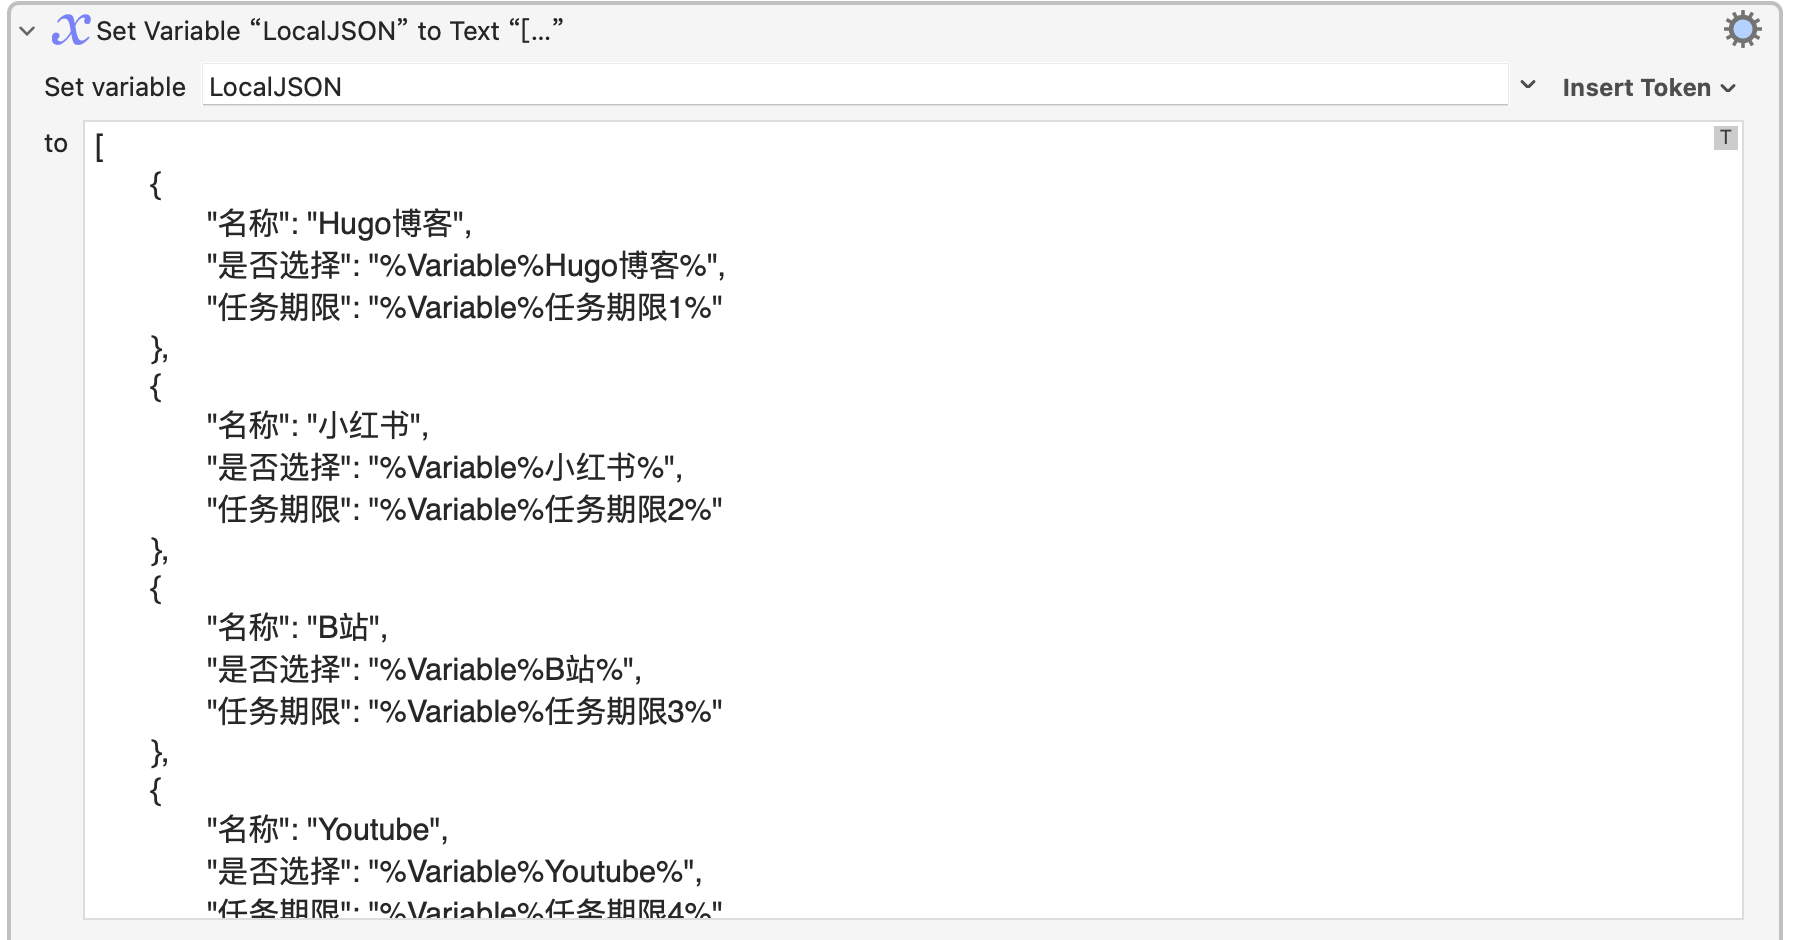 Set Variable “LocalJSON” to Text “[…”
Set variable LocalJSON Insert Token
to [ T
{
"名称": "Hugo博客",
"是否选择": "%Variable%Hugo博客%",
"任务期限": "%Variable%任务期限1%"
},
{
"名称": "小红书",
"是否选择": "%Variable%小红书%",
"任务期限": "%Variable%任务期限2%"
},
{
"名称": "B站",
"是否选择": "%Variable%B站%",
"任务期限": "%Variable%任务期限3%"
},
{
"名称": "Youtube",
"是否选择": "%Variable%Youtube%",
"任务期限": "%Variable%任务期限4%"